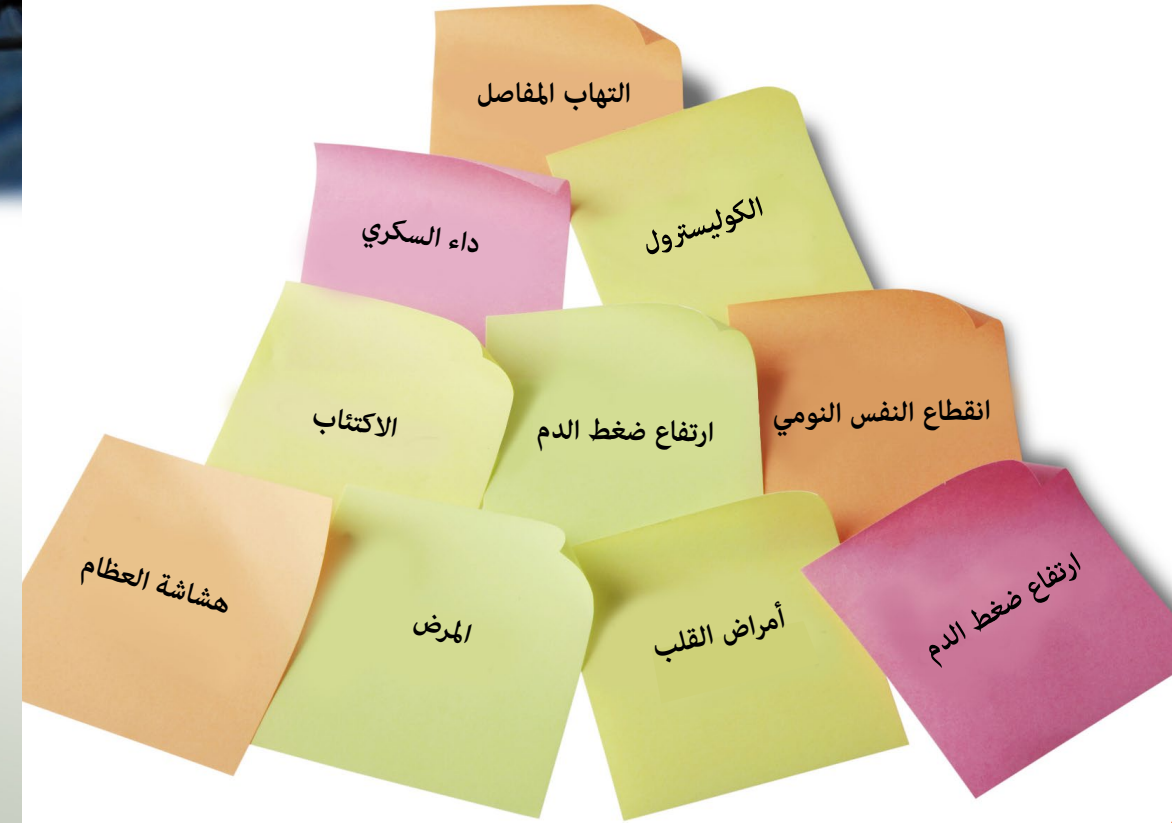 التهاب المفاصل
الكوليسترول
داء السكري
انقطاع النفس النومي
ارتفاع ضغط الدم
الاكتئاب
ارتفاع ضغط الدم
أمراض القلب
المرض
هشاشة العظام